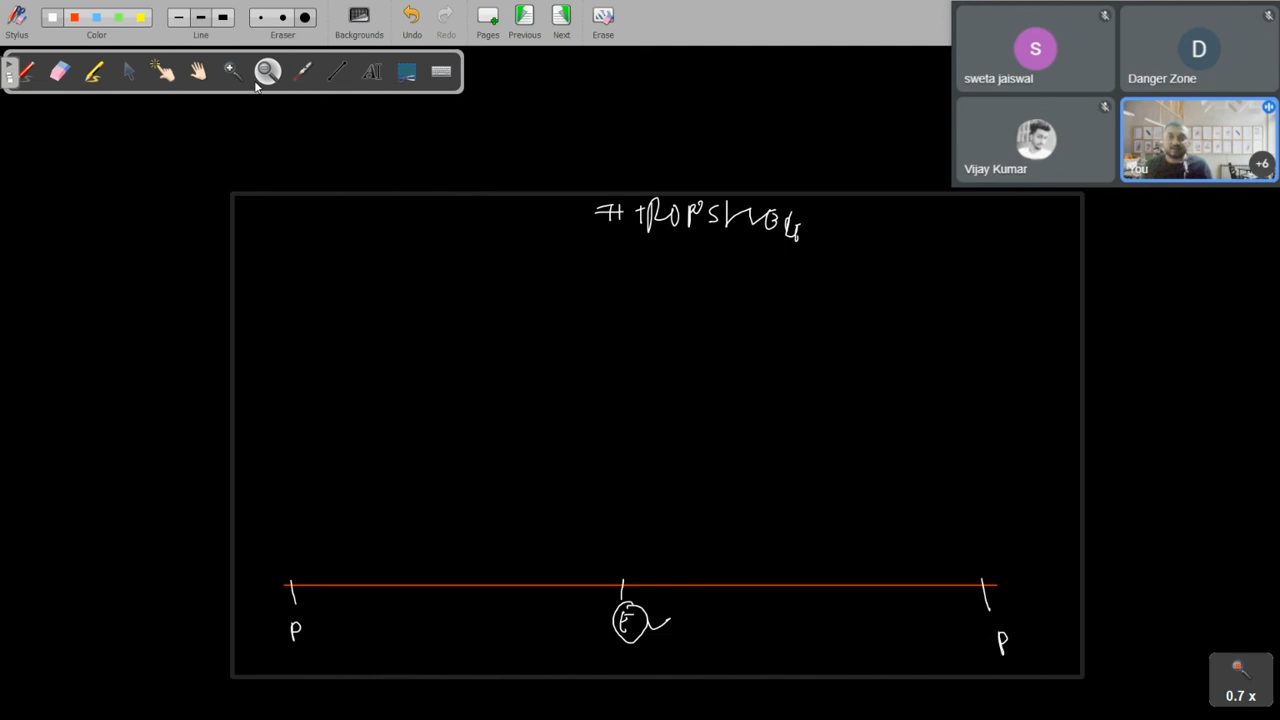 Stylus
Color
Line
Eraser
Backgrounds
Undo
Redo
Pages
Previous
Next
Erase
S
sweta jaiswal
D
Danger Zone
Vijay Kumar
You
+6
AI
P
E
P
0.7 x